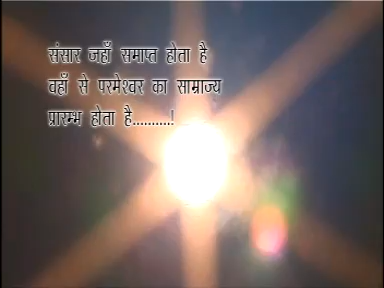 संसार जहाँ समाप्त होता है
वहाँ से परमेश्वर का साम्राज्य
प्रारम्भ होता है..........!